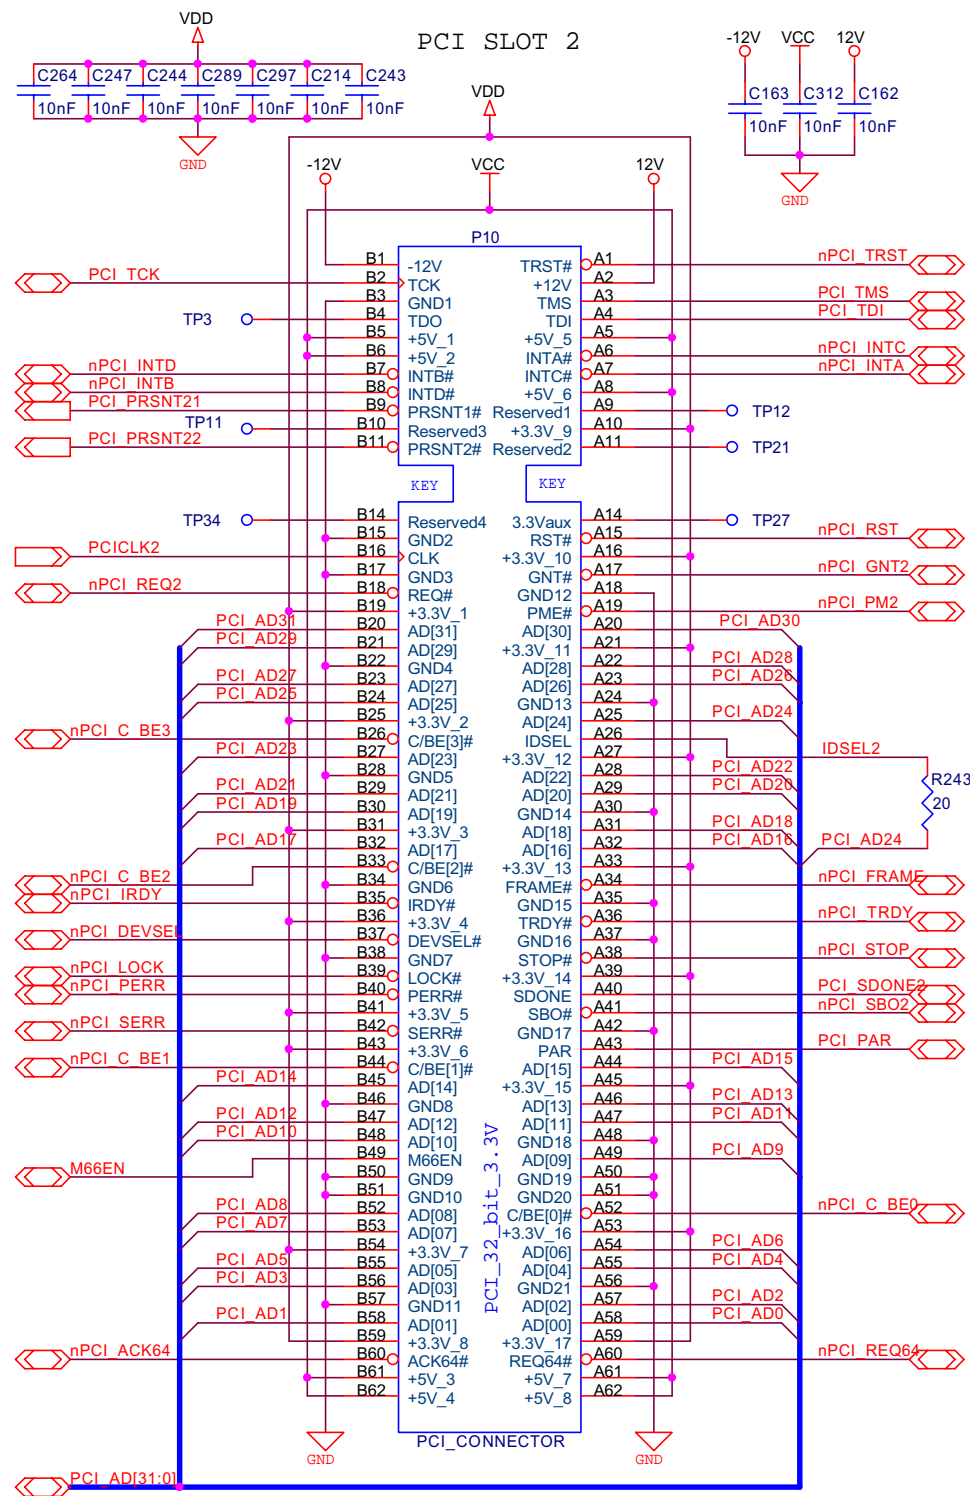 PCI SLOT 2
VDD
C264 C247 C244 C289 C297 C214 C243
10nF 10nF 10nF 10nF 10nF 10nF 10nF
GND
-12V VCC 12V
C163 C312 C162
10nF 10nF 10nF
GND
VDD
-12V VCC 12V
P10
B1 -12V TRST# A1 nPCI_TRST
PCI_TCK B2 TCK +12V A2
B3 GND1 TMS A3 PCI_TMS
TP3 B4 TDO TDI A4 PCI_TDI
B5 +5V_1 +5V_5 A5
B6 +5V_2 INTA# A6 nPCI_INTC
nPCI_INTD B7 INTB# INTC# A7 nPCI_INTA
nPCI_INTB B8 INTD# +5V_6 A8
PCI_PRSNT21 B9 PRSNT1# Reserved1 A9 TP12
TP11 B10 Reserved3 +3.3V_9 A10
PCI_PRSNT22 B11 PRSNT2# Reserved2 A11 TP21
KEY KEY
TP34 B14 Reserved4 3.3Vaux A14 TP27
B15 GND2 RST# A15 nPCI_RST
PCICLK2 B16 CLK +3.3V_10 A16
B17 GND3 GNT# A17 nPCI_GNT2
nPCI_REQ2 B18 REQ# GND12 A18
B19 +3.3V_1 PME# A19 nPCI_PM2
PCI_AD31 B20 AD[31] AD[30] A20 PCI_AD30
PCI_AD29 B21 AD[29] +3.3V_11 A21
B22 GND4 AD[28] A22 PCI_AD28
PCI_AD27 B23 AD[27] AD[26] A23 PCI_AD26
PCI_AD25 B24 AD[25] GND13 A24
B25 +3.3V_2 AD[24] A25 PCI_AD24
nPCI_C_BE3 B26 C/BE[3]# IDSEL A26 IDSEL2
PCI_AD23 B27 AD[23] +3.3V_12 A27
B28 GND5 AD[22] A28 PCI_AD22
PCI_AD21 B29 AD[21] AD[20] A29 PCI_AD20
R243
20
PCI_AD19 B30 AD[19] GND14 A30
B31 +3.3V_3 AD[18] A31 PCI_AD18
PCI_AD17 B32 AD[17] AD[16] A32 PCI_AD16 PCI_AD24
nPCI_C_BE2 B33 C/BE[2]# +3.3V_13 A33
B34 GND6 FRAME# A34 nPCI_FRAME
nPCI_IRDY B35 IRDY# GND15 A35
B36 +3.3V_4 TRDY# A36 nPCI_TRDY
nPCI_DEVSEL B37 DEVSEL# GND16 A37
B38 GND7 STOP# A38 nPCI_STOP
nPCI_LOCK B39 LOCK# +3.3V_14 A39
nPCI_PERR B40 PERR# SDONE A40 PCI_SDONE2
B41 +3.3V_5 SBO# A41 nPCI_SBO2
nPCI_SERR B42 SERR# GND17 A42
B43 +3.3V_6 PAR A43 PCI_PAR
nPCI_C_BE1 B44 C/BE[1]# AD[15] A44 PCI_AD15
PCI_AD14 B45 AD[14] +3.3V_15 A45
B46 GND8 AD[13] A46 PCI_AD13
PCI_AD12 B47 AD[12] AD[11] A47 PCI_AD11
PCI_AD10 B48 AD[10] GND18 A48
M66EN B49 M66EN AD[09] A49 PCI_AD9
B50 GND9 GND19 A50
B51 GND10 GND20 A51
PCI_AD8 B52 AD[08] C/BE[0]# A52 nPCI_C_BE0
PCI_AD7 B53 AD[07] +3.3V_16 A53
B54 +3.3V_7 AD[06] A54 PCI_AD6
PCI_AD5 B55 AD[05] AD[04] A55 PCI_AD4
PCI_AD3 B56 AD[03] GND21 A56
B57 GND11 AD[02] A57 PCI_AD2
PCI_AD1 B58 AD[01] AD[00] A58 PCI_AD0
B59 +3.3V_8 +3.3V_17 A59
nPCI_ACK64 B60 ACK64# REQ64# A60 nPCI_REQ64
B61 +5V_3 +5V_7 A61
B62 +5V_4 +5V_8 A62
PCI_32_bit_3.3V
PCI_CONNECTOR
GND GND
PCI_AD[31:0]